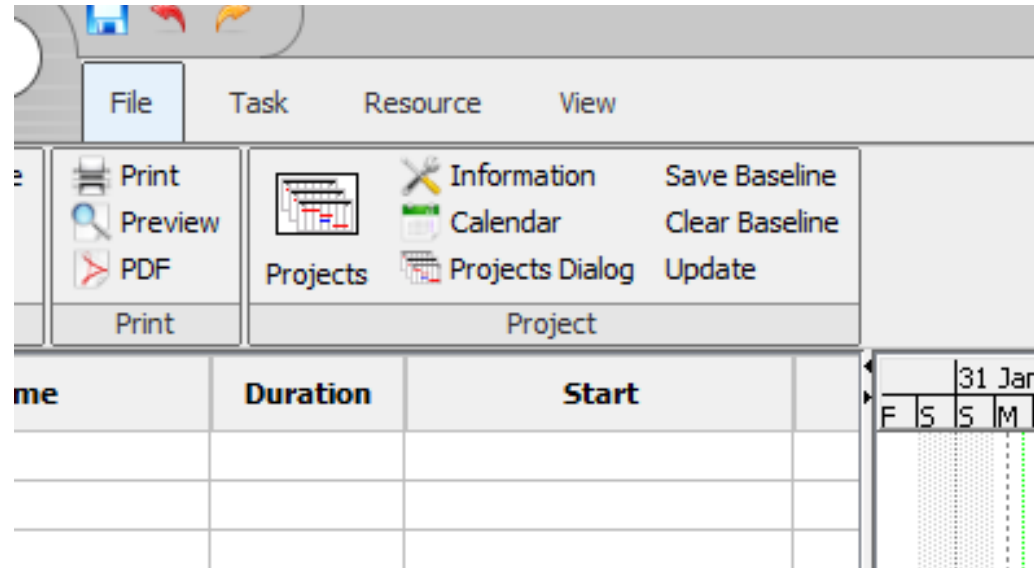 File Task Resource View
Print Information Save Baseline
Preview Calendar Clear Baseline
PDF Projects Projects Dialog Update
Print Project
Duration Start
31 Jan
F S S M